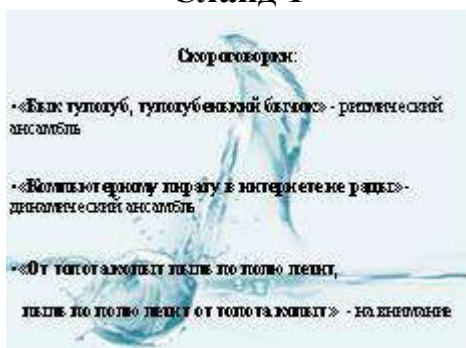 Слайд 1
Скороговорки:
•«Бык тупогуб, тупогубенький бычок» - ритмический
ансамбль
•«Компьютерному пирату в интернете не рады»-
динамический ансамбль
•«От топота копыт пыль по полю летит,
пыль по полю летит от топота копыт» - на внимание